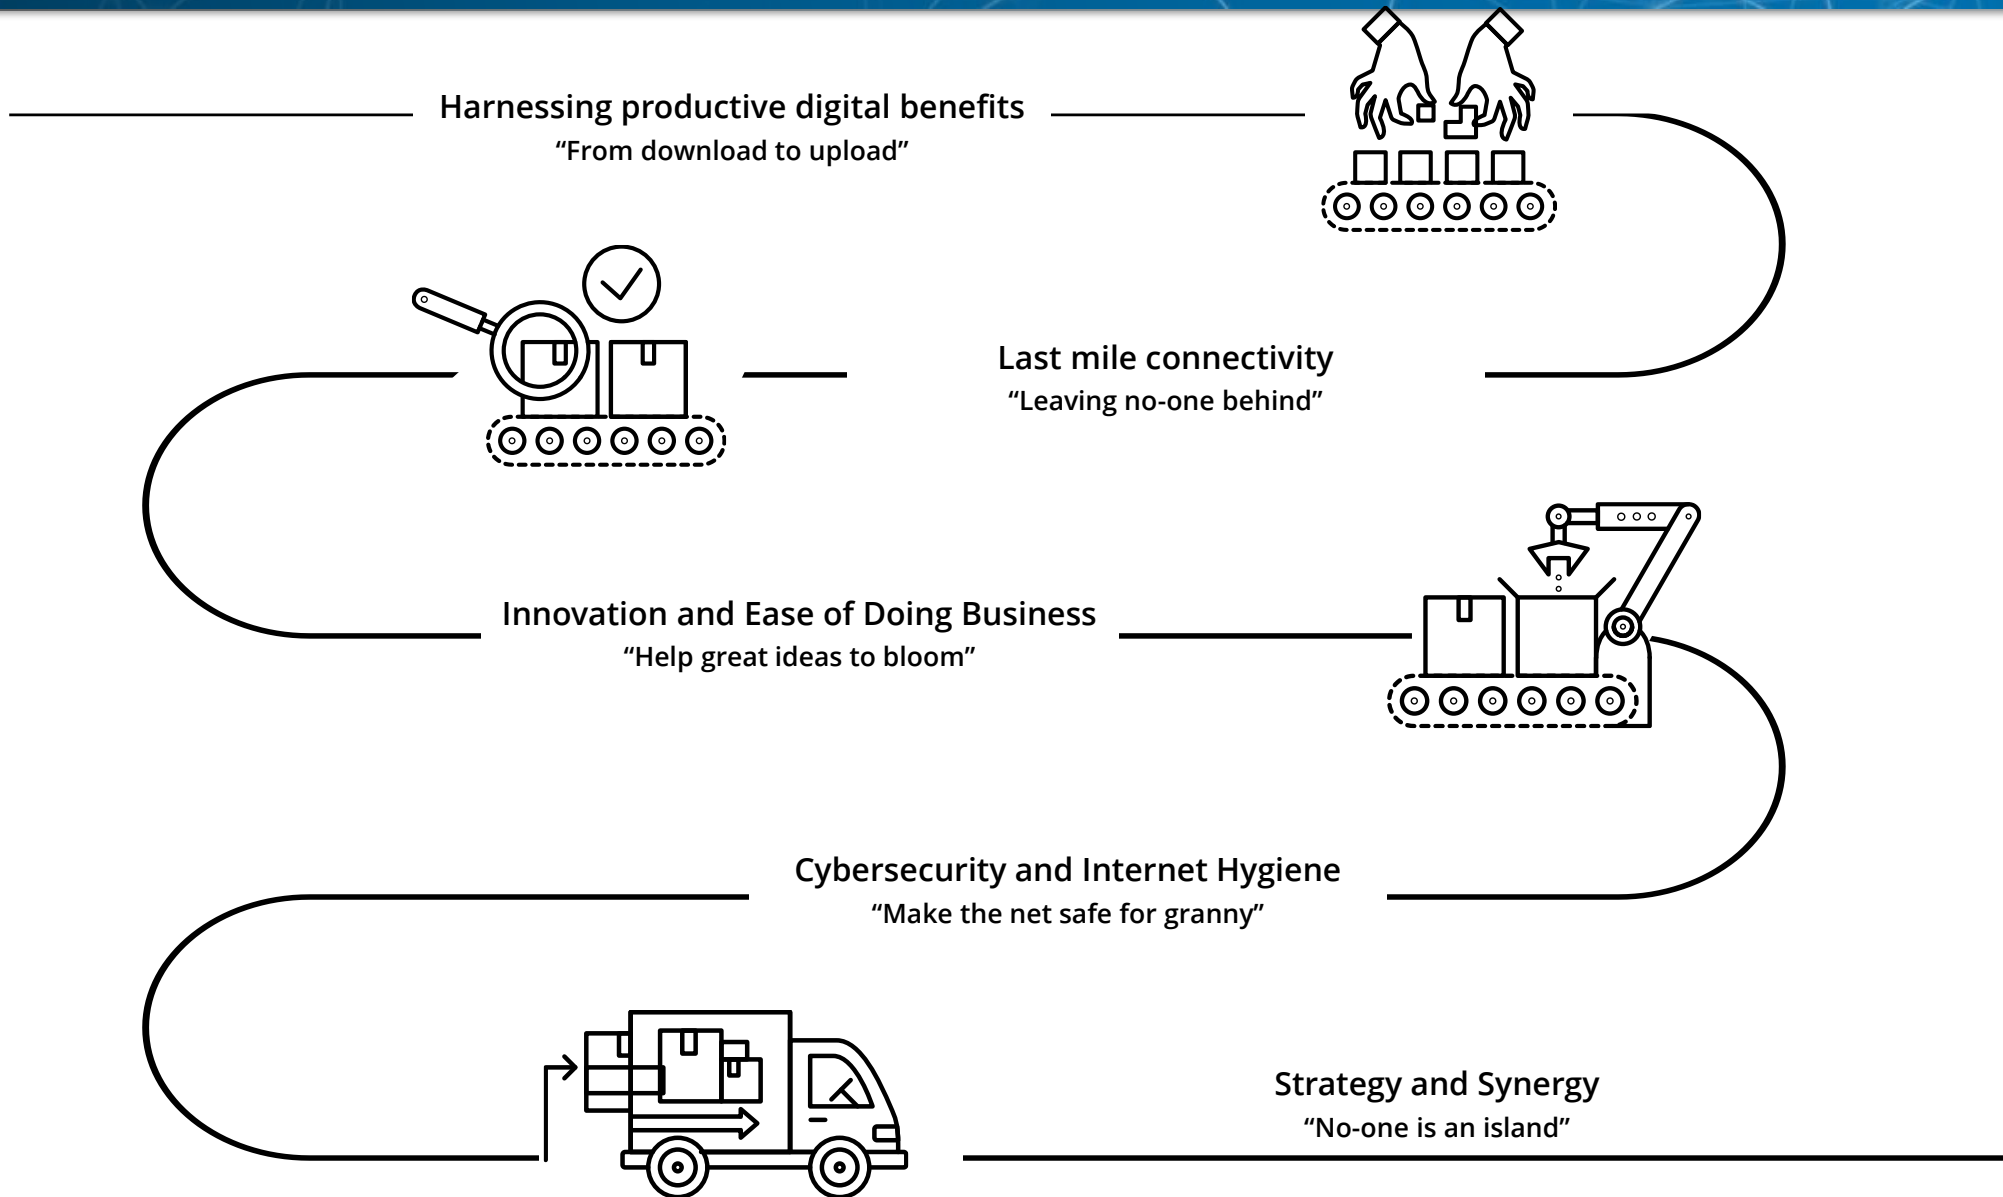 Harnessing productive digital benefits
“From download to upload”
Last mile connectivity
“Leaving no-one behind”
Innovation and Ease of Doing Business
“Help great ideas to bloom”
Cybersecurity and Internet Hygiene
“Make the net safe for granny”
Strategy and Synergy
“No-one is an island”